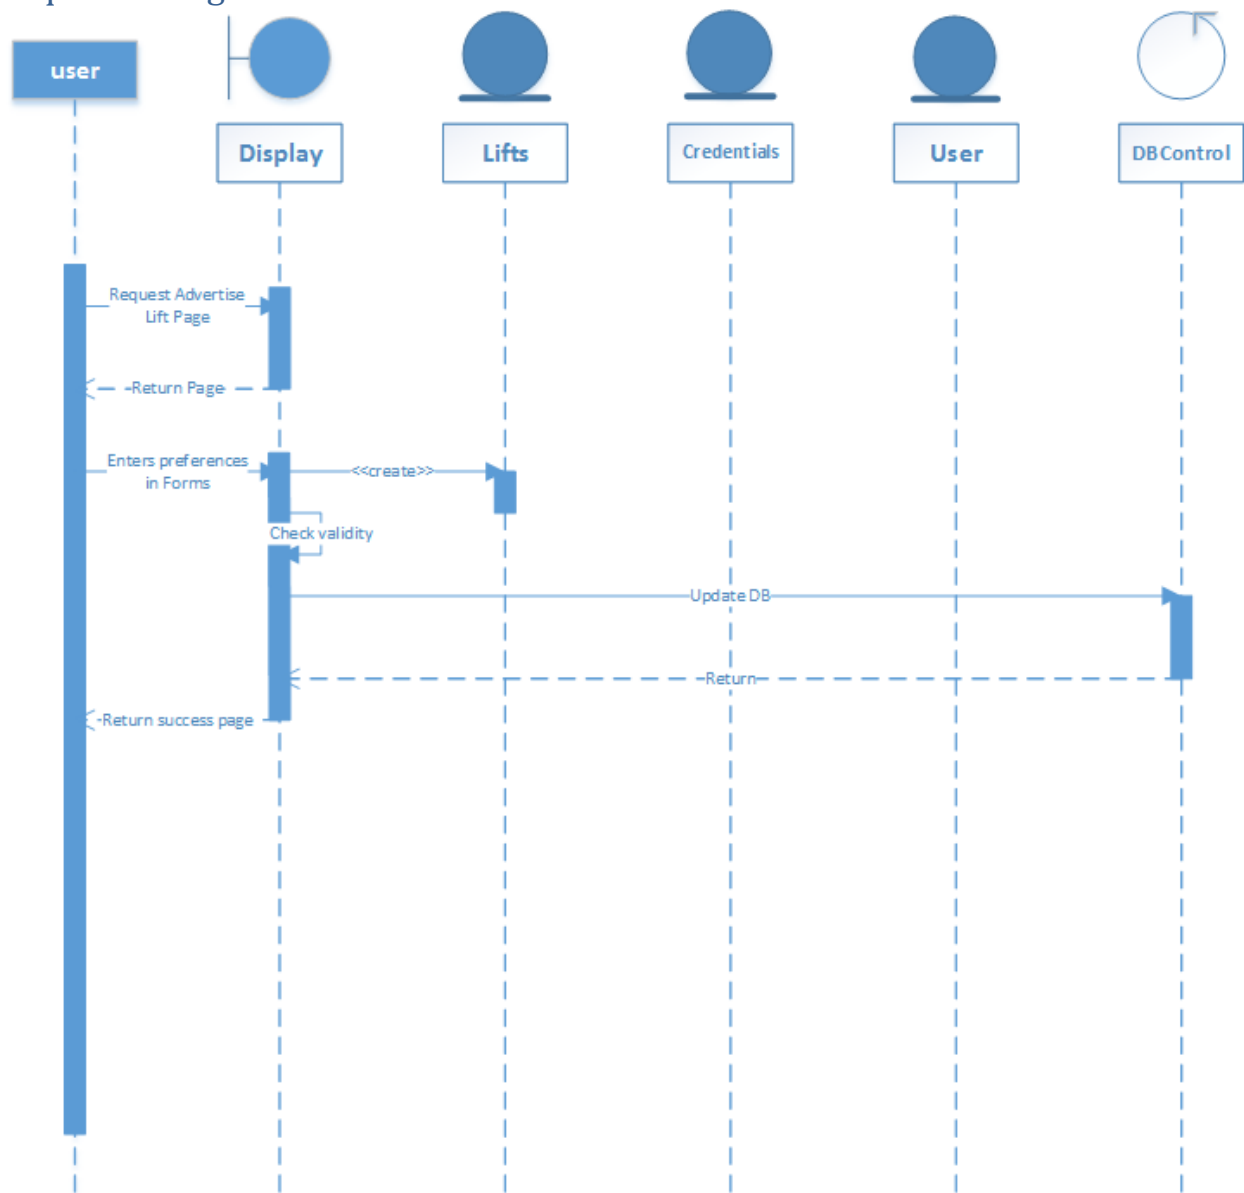 user
Display
Lifts
Credentials
User
DBControl
Request Advertise
Lift Page
Return Page
Enters preferences
in Forms
<<create>>
Check validity
Update DB
Return
Return success page